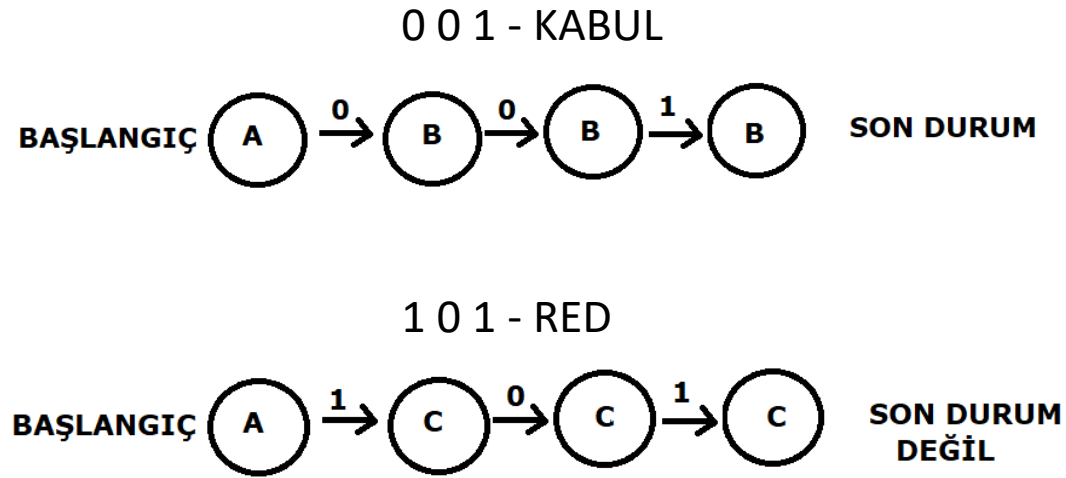 0 0 1 - KABUL
0 0 1
BAŞLANGIÇ A B B B SON DURUM
1 0 1 - RED
1 0 1
BAŞLANGIÇ A C C C SON DURUM
DEĞİL